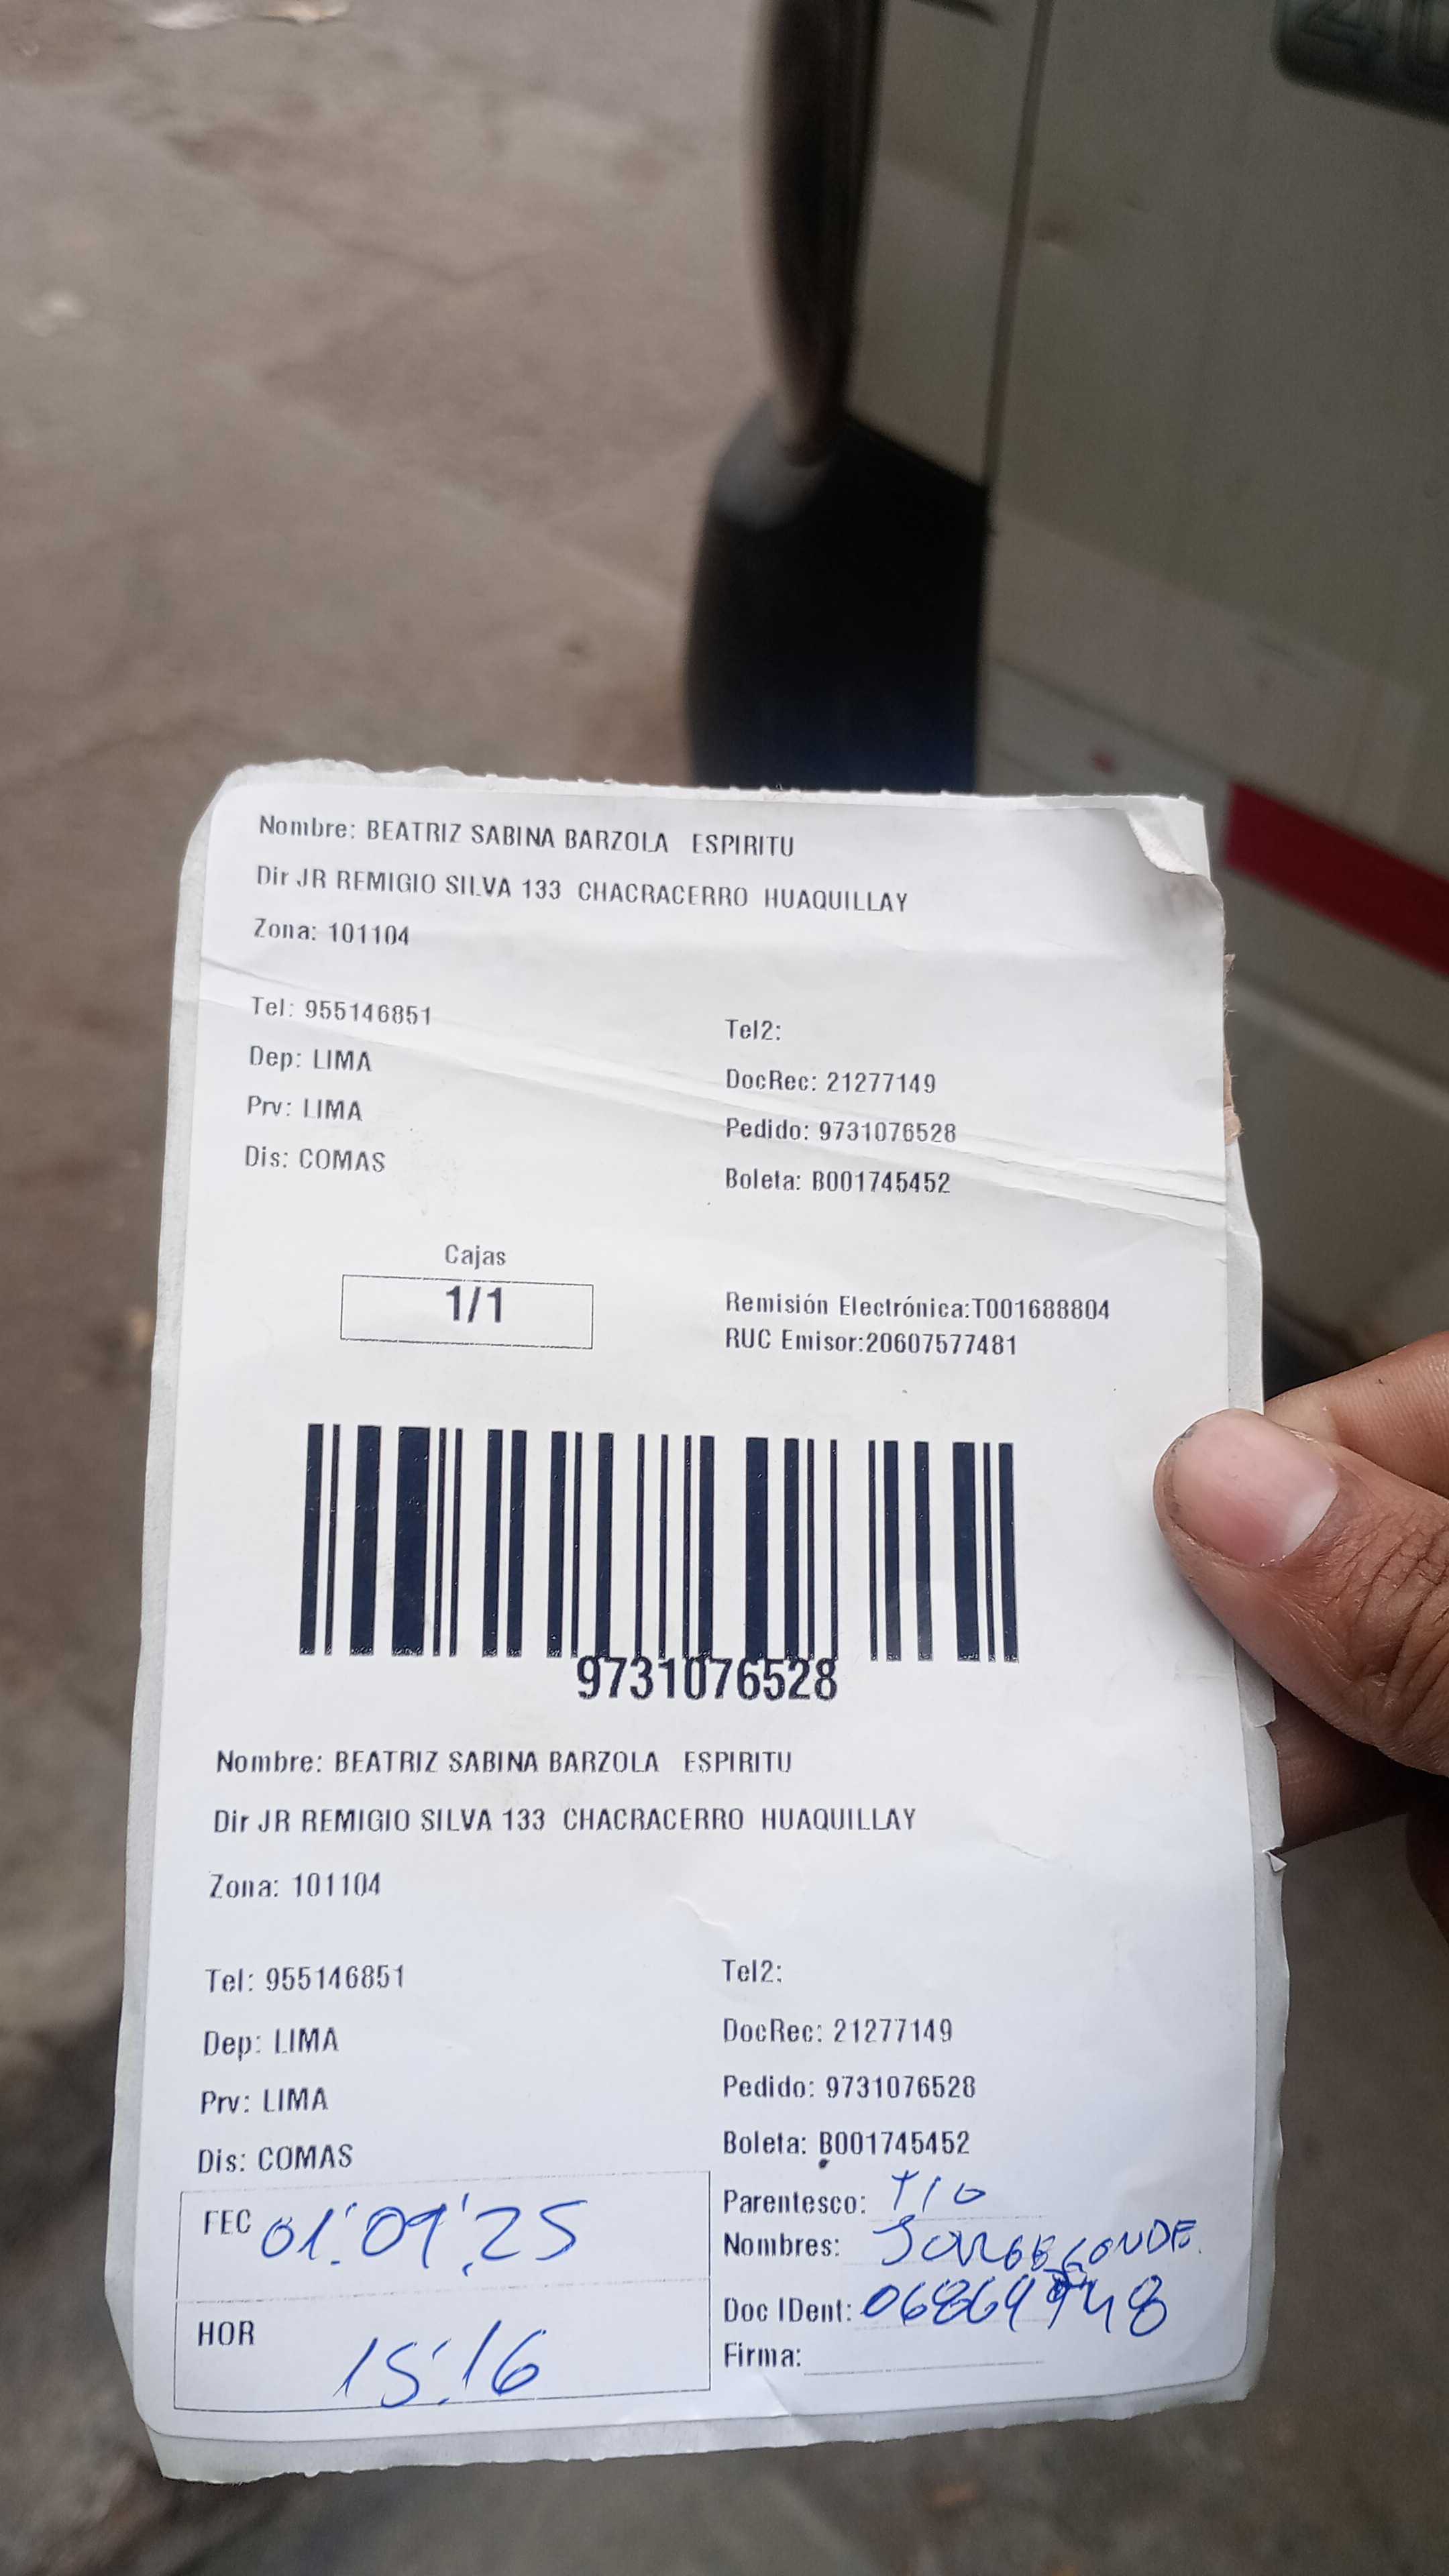 Nombre: BEATRIZ SABINA BARZOLA ESPIRITU
Dir JR REMIGIO SILVA 133 CHACRACERRO HUAQUILLAY
Zona: 101104
Tel: 955146851
Tel2:
Dep: LIMA
DocRec: 21277149
Prv: LIMA
Pedido: 9731076528
Dis: COMAS
Boleta: B001745452
Cajas
1/1
Remisión Electrónica:T001688804
RUC Emisor:20607577481
9731076528
Nombre: BEATRIZ SABINA BARZOLA ESPIRITU
Dir JR REMIGIO SILVA 133 CHACRACERRO HUAQUILLAY
Zona: 101104
Tel: 955146851
Tel2:
Dep: LIMA
DocRec: 21277149
Prv: LIMA
Pedido: 9731076528
Dis: COMAS
Boleta: B001745452
FEC 01.09.25
Parentesco: TIO
Nombres: JORGE CONDE.
HOR 15:16
Doc IDent:
Firma: